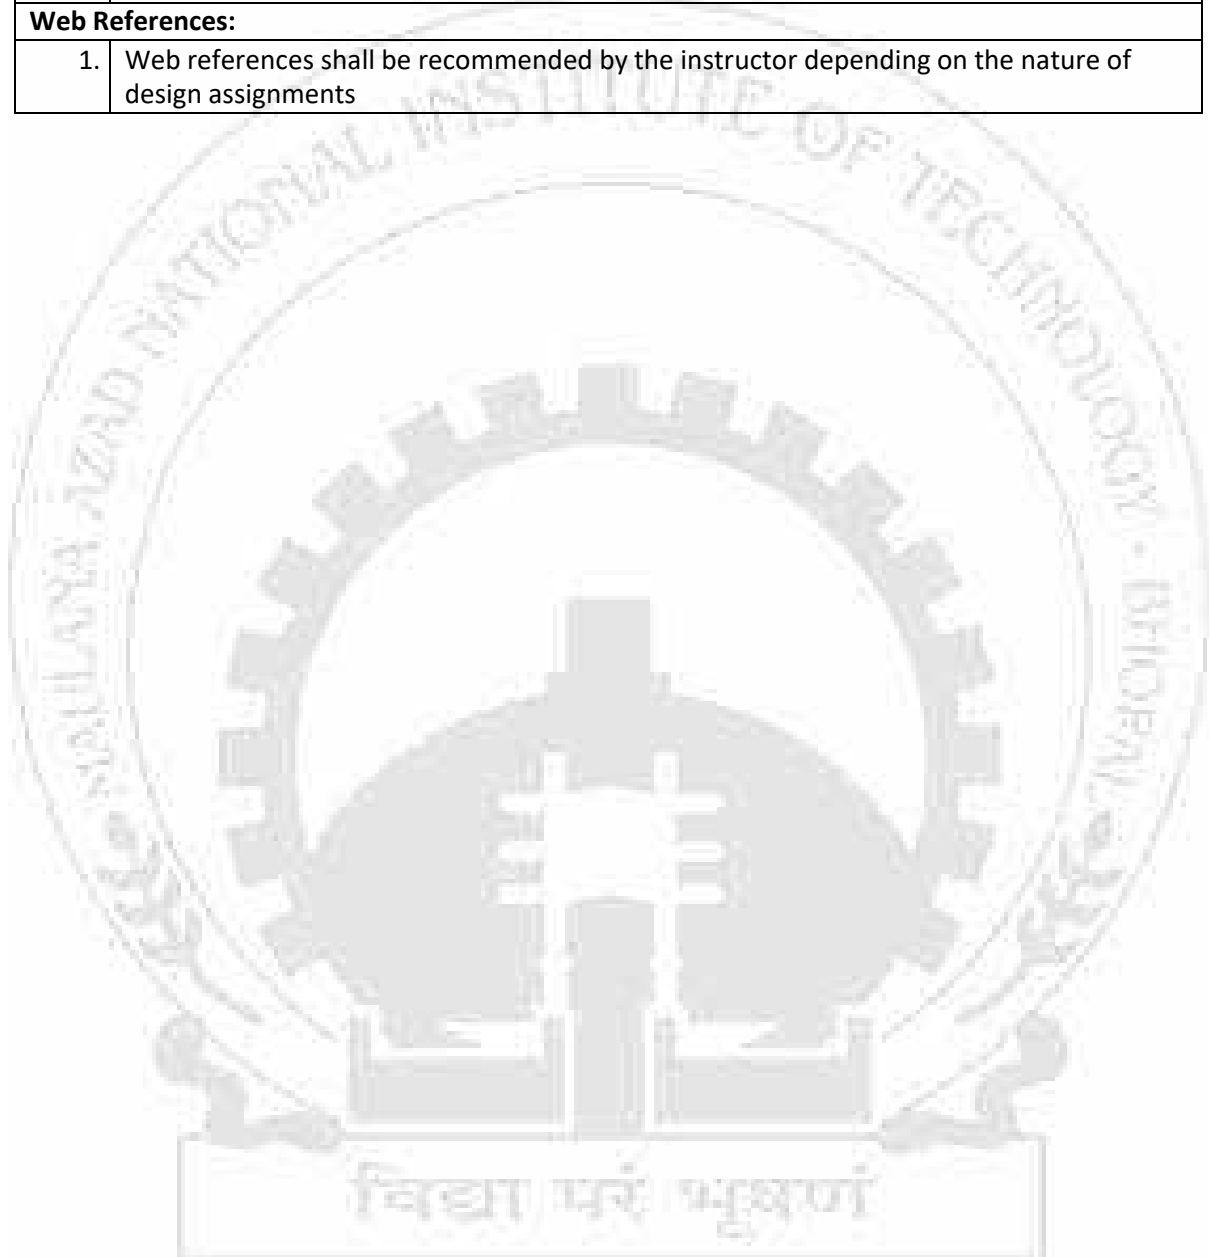 Web References:
1. Web references shall be recommended by the instructor depending on the nature of
design assignments
MAULANA AZAD NATIONAL INSTITUTE OF TECHNOLOGY - BHOPAL
विद्या परं भूषणं